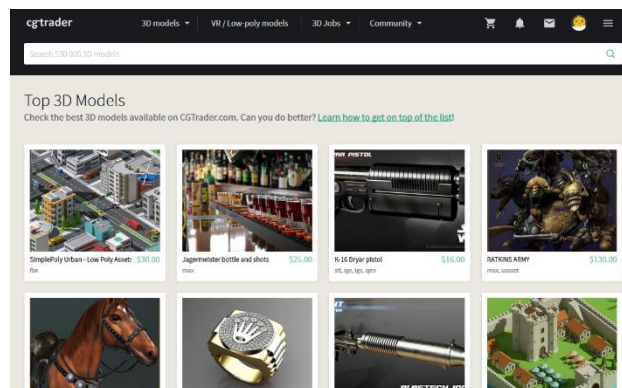 cgtrader
3D models
VR / Low-poly models
3D Jobs
Community
Search 530 000 3D models
Top 3D Models
Check the best 3D models available on CGTrader.com. Can you do better? Learn how to get on top of the list!
SimplePoly Urban - Low Poly Assets $30.00
fbx
Jagermeister bottle and shots $25.00
max
PISTOL
K-16 Bryar pistol $16.00
stl, ige, igs, iges
RATKINS ARMY $130.00
max, uasset